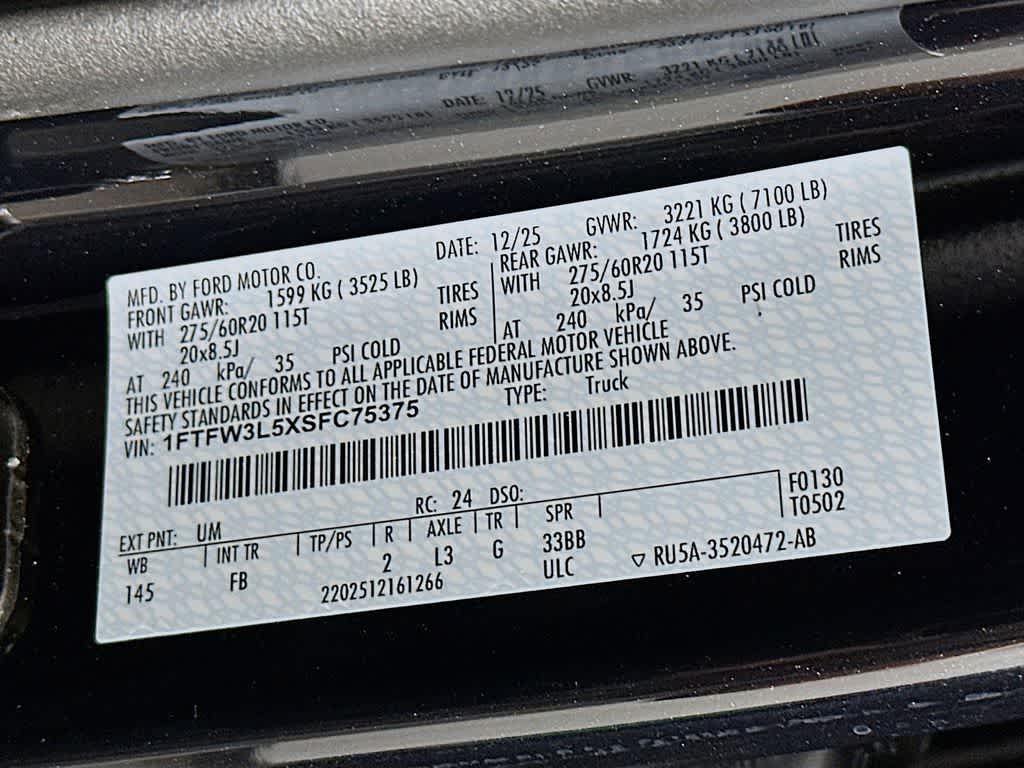 MFD. BY FORD MOTOR CO. DATE: 12/25 GVWR: 3221 KG ( 7100 LB)
FRONT GAWR: 1599 KG ( 3525 LB) REAR GAWR: 1724 KG ( 3800 LB)
WITH 275/60R20 115T TIRES WITH 275/60R20 115T TIRES
20x8.5J RIMS 20x8.5J RIMS
AT 240 kPa/ 35 PSI COLD AT 240 kPa/ 35 PSI COLD
THIS VEHICLE CONFORMS TO ALL APPLICABLE FEDERAL MOTOR VEHICLE
SAFETY STANDARDS IN EFFECT ON THE DATE OF MANUFACTURE SHOWN ABOVE.
VIN: 1FTFW3L5XSFC75375 TYPE: Truck
EXT PNT: UM RC: 24 DSO: F0130
WB INT TR TP/PS R AXLE TR SPR T0502
145 FB 2 L3 G 33BB
2202512161266 ULC ▽ RU5A-3520472-AB